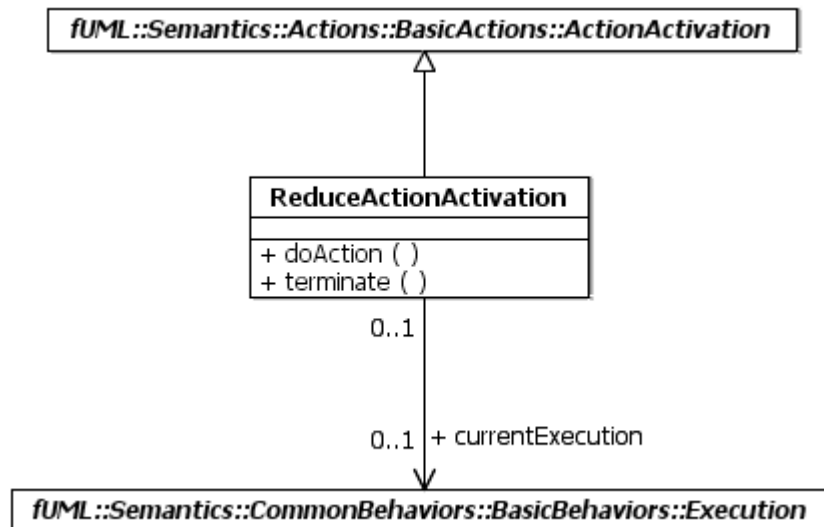 fUML::Semantics::Actions::BasicActions::ActionActivation
ReduceActionActivation
+ doAction ( )
+ terminate ( )
0..1
0..1 + currentExecution
fUML::Semantics::CommonBehaviors::BasicBehaviors::Execution